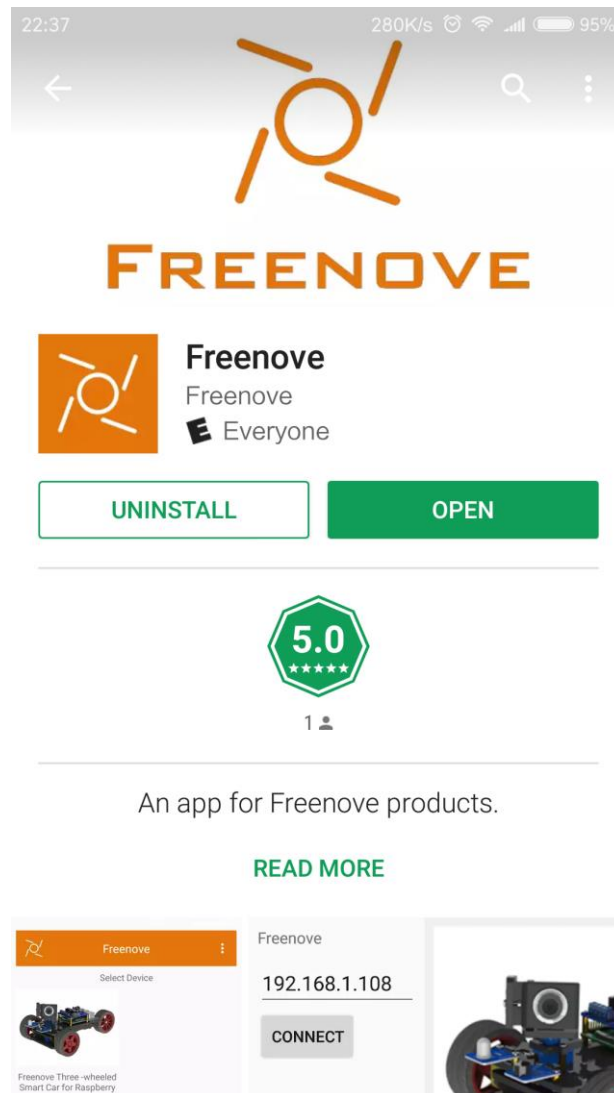 22:37 280K/s 95%
FREENOVE
Freenove
Freenove
E Everyone
UNINSTALL OPEN
5.0
1
An app for Freenove products.
READ MORE
Freenove
Select Device
Freenove Three -wheeled
Smart Car for Raspberry
Freenove
192.168.1.108
CONNECT